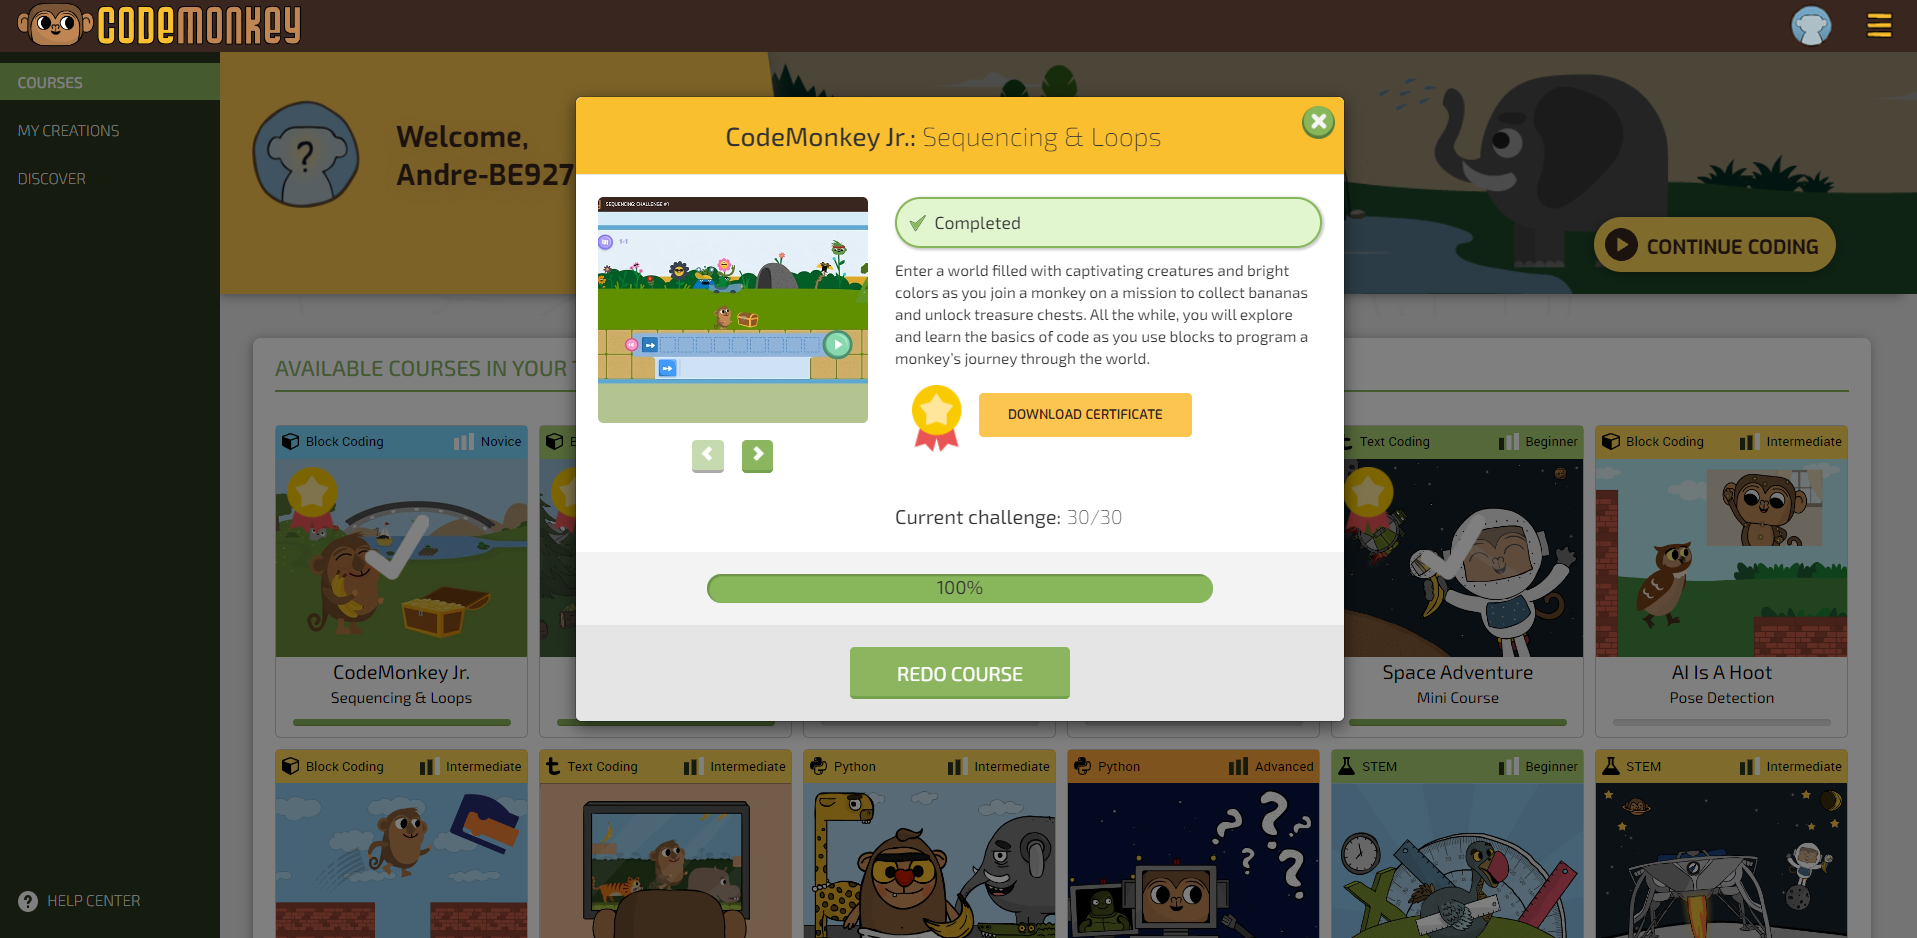 CODEMONKEY
COURSES
MY CREATIONS
DISCOVER
HELP CENTER
Welcome,
Andre-BE927
CONTINUE CODING
CodeMonkey Jr.: Sequencing & Loops
SEQUENCING: CHALLENGE #1
1-1
Completed
Enter a world filled with captivating creatures and bright
colors as you join a monkey on a mission to collect bananas
and unlock treasure chests. All the while, you will explore
and learn the basics of code as you use blocks to program a
monkey's journey through the world.
DOWNLOAD CERTIFICATE
Current challenge: 30/30
100%
REDO COURSE
AVAILABLE COURSES IN YOUR
Block Coding Novice
CodeMonkey Jr.
Sequencing & Loops
Text Coding Beginner
Space Adventure
Mini Course
Block Coding Intermediate
AI Is A Hoot
Pose Detection
Block Coding Intermediate
Text Coding Intermediate
Python Intermediate
Python Advanced
STEM Beginner
STEM Intermediate